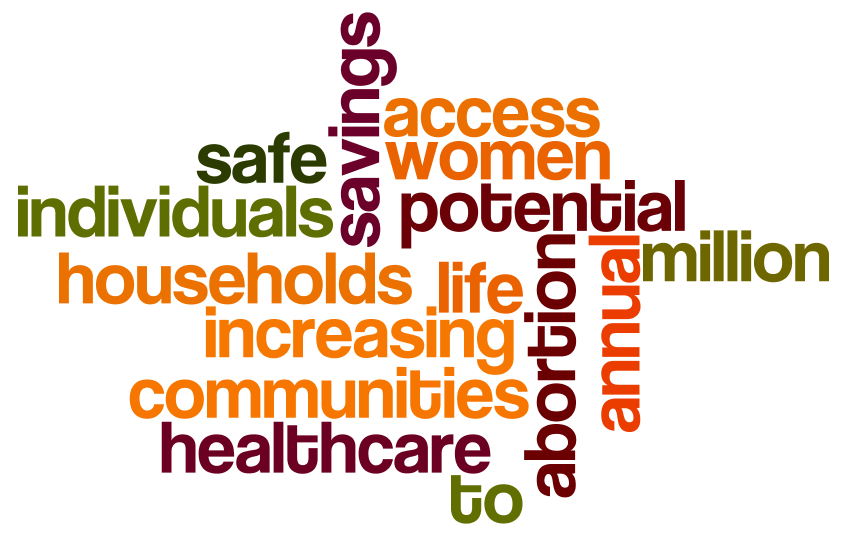 savings
access
safe
women
individuals
potential
million
households
life
abortion
annual
increasing
communities
healthcare
to